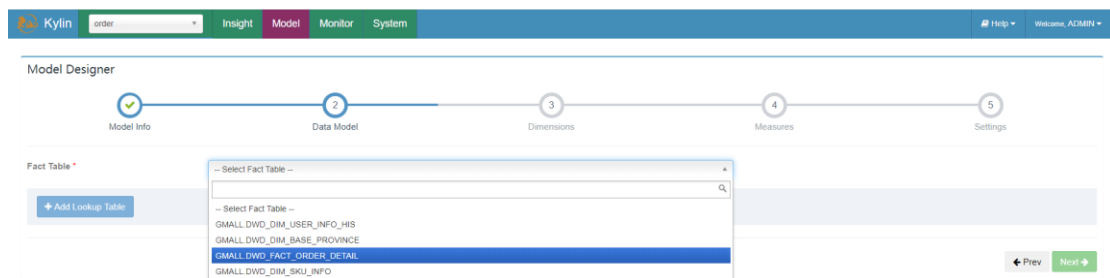 Kylin order Insight Model Monitor System Help Welcome, ADMIN
Model Designer
2 3 4 5
Model Info Data Model Dimensions Measures Settings
Fact Table * -- Select Fact Table --
+ Add Lookup Table
-- Select Fact Table --
GMALL.DWD_DIM_USER_INFO_HIS
GMALL.DWD_DIM_BASE_PROVINCE
GMALL.DWD_FACT_ORDER_DETAIL
GMALL.DWD_DIM_SKU_INFO
Prev Next